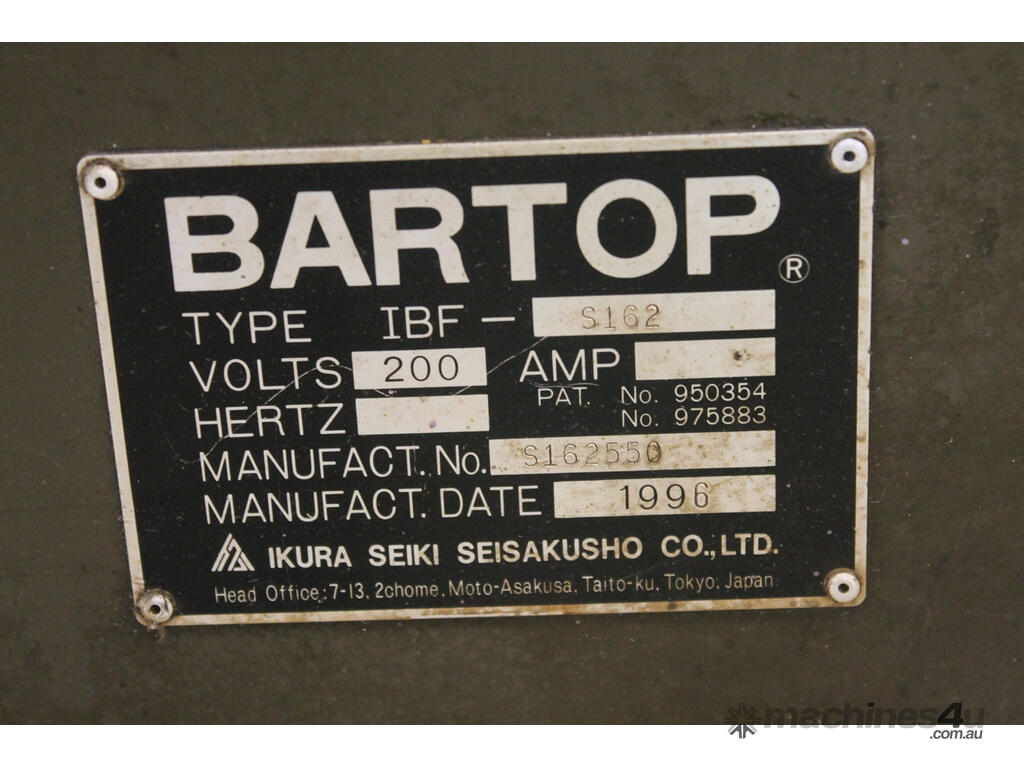 BARTOP ®
TYPE IBF - S162
VOLTS 200 AMP
PAT. No. 950354
HERTZ No. 975883
MANUFACT. No. S162550
MANUFACT. DATE 1996
IKURA SEIKI SEISAKUSHO CO., LTD.
Head Office: 7-13, 2chome, Moto-Asakusa, Taito-ku, Tokyo, Japan
machines4u
.com.au